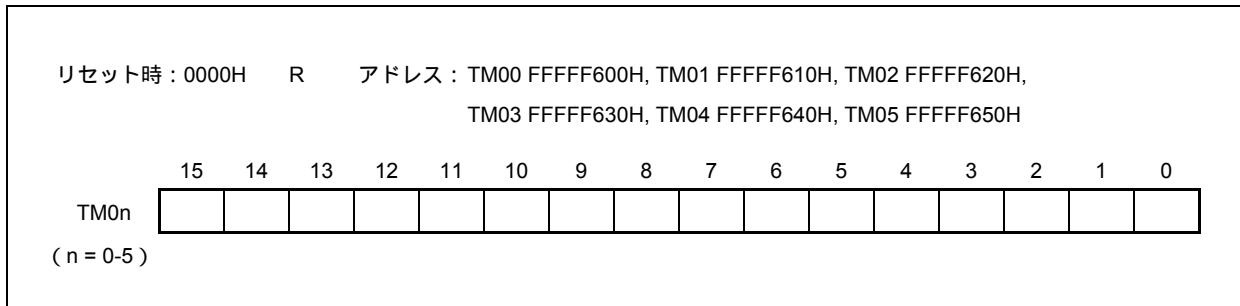 リセット時：0000H R アドレス：TM00 FFFFF600H, TM01 FFFFF610H, TM02 FFFFF620H,
TM03 FFFFF630H, TM04 FFFFF640H, TM05 FFFFF650H
15 14 13 12 11 10 9 8 7 6 5 4 3 2 1 0
TM0n
（n = 0-5）